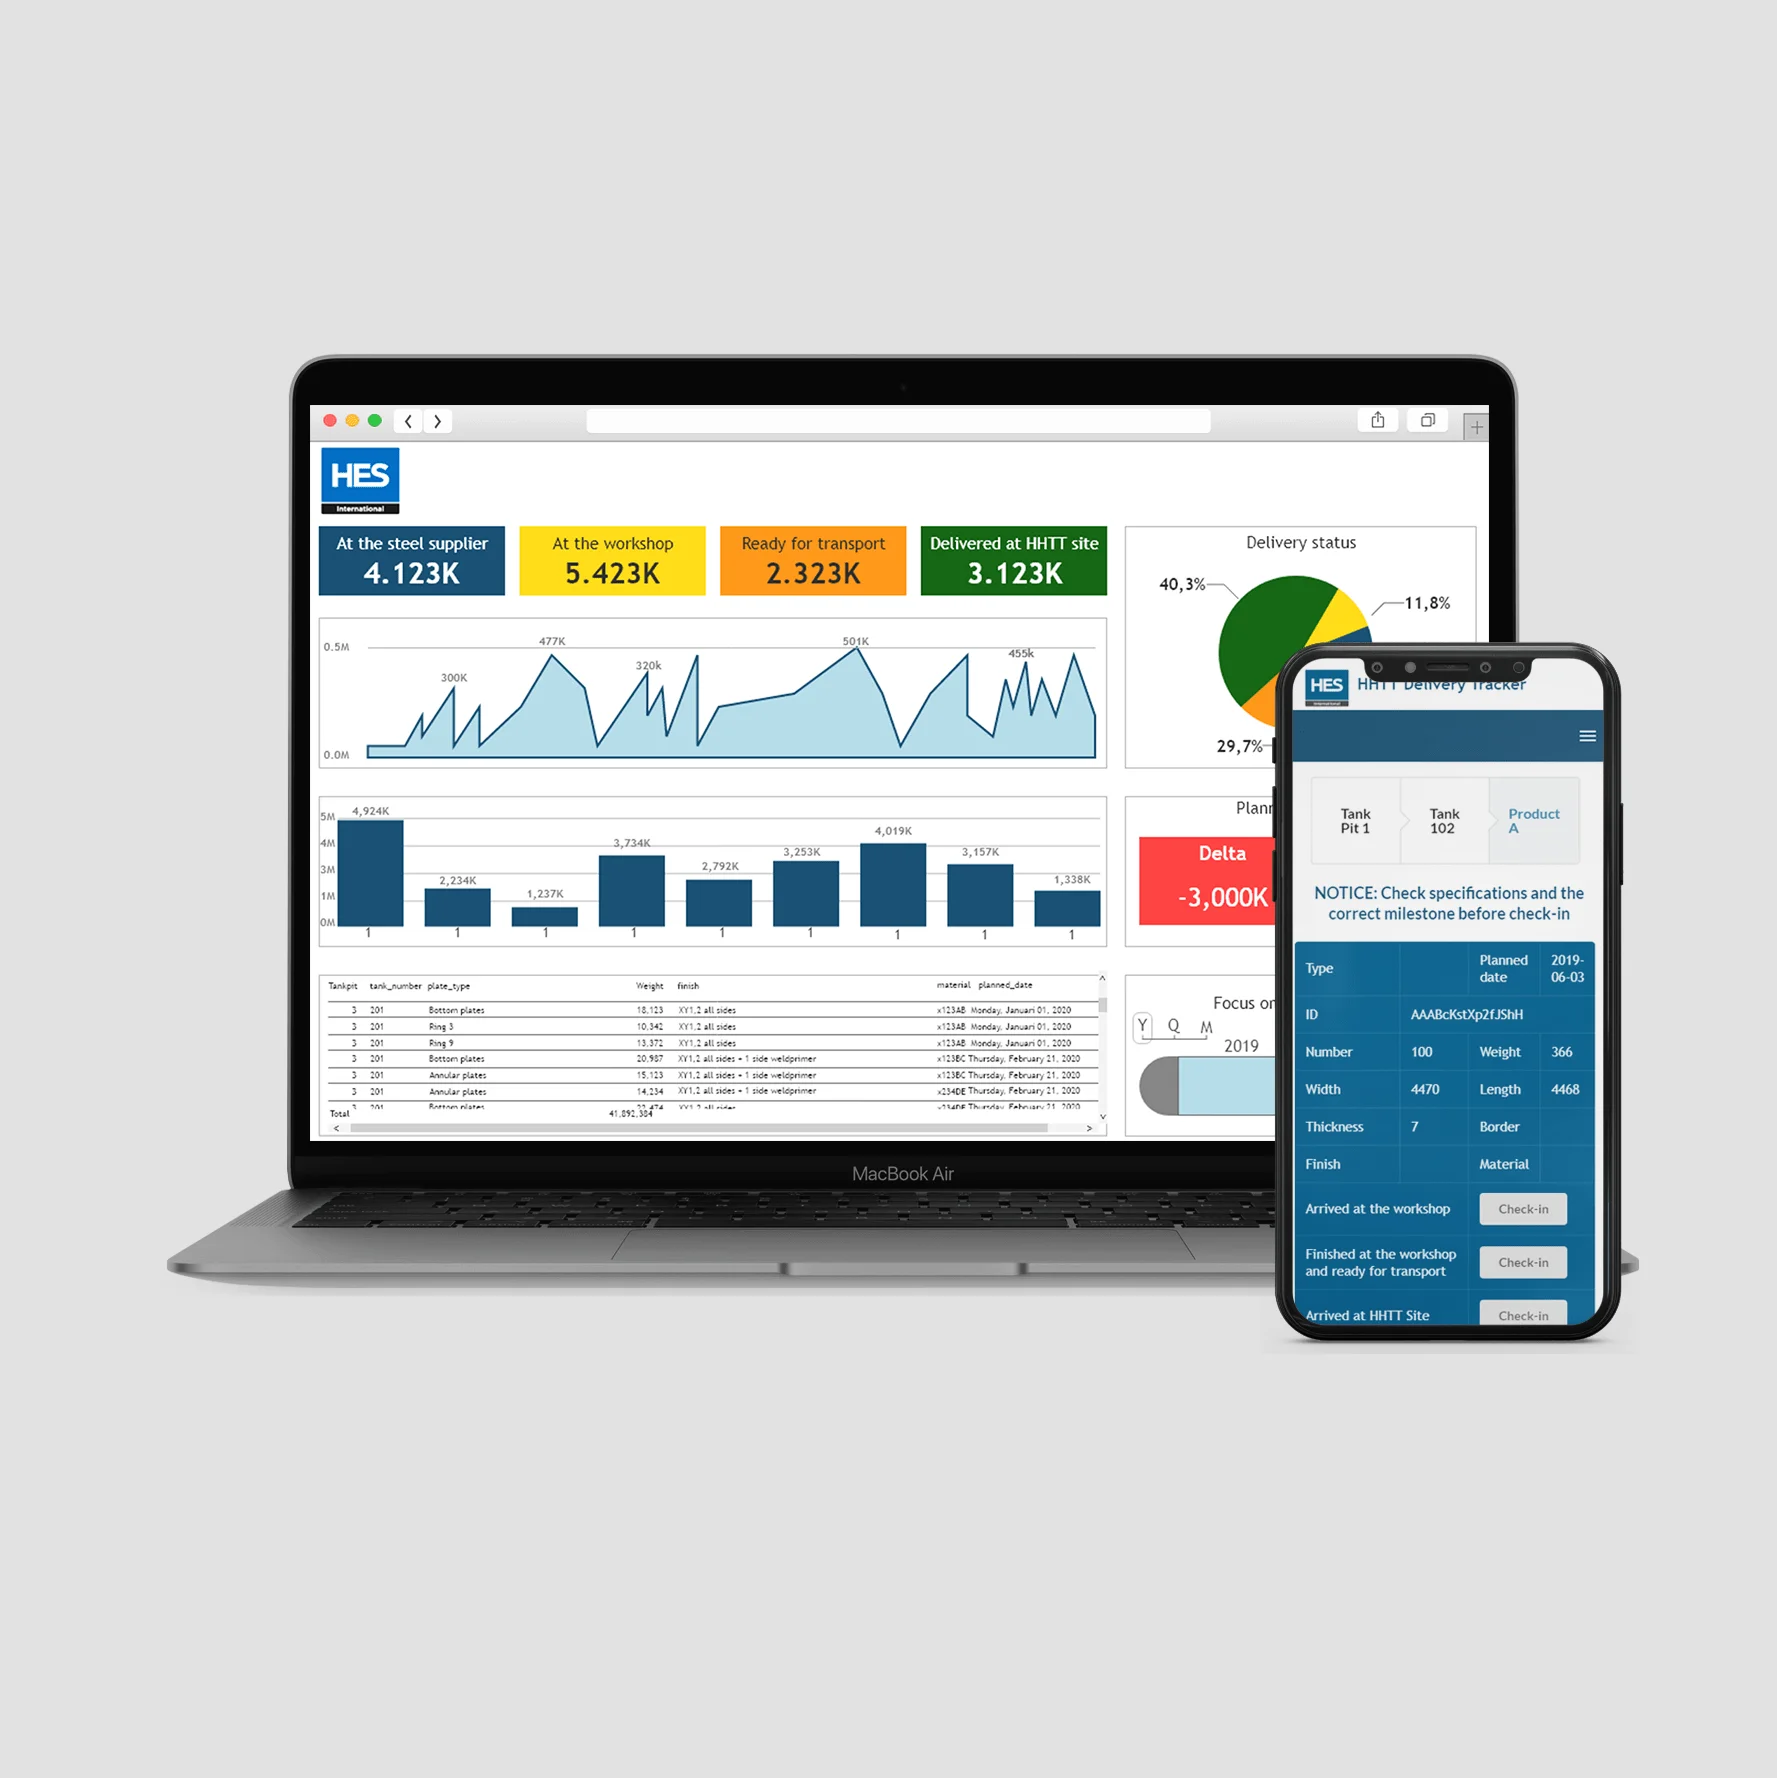 HES
International
At the steel supplier
4.123K
At the workshop
5.423K
Ready for transport
2.323K
Delivered at HHTT site
3.123K
Delivery status
40,3%
11,8%
29,7%
0.5M
0.0M
300K
477K
320k
501K
455k
5M
4M
3M
1M
0M
4,924K
2,234K
1,237K
3,734K
2,792K
3,253K
4,019K
3,157K
1,338K
1 1 1 1 1 1 1 1 1
Plann
Delta
-3,000K
Tankpit tank_number plate_type Weight finish material planned_date
3 201 Bottom plates 18,123 XY1,2 all sides x123AB Monday, Januari 01, 2020
3 201 Ring 3 10,342 XY1,2 all sides x123AB Monday, Januari 01, 2020
3 201 Ring 9 13,372 XY1,2 all sides x123AB Monday, Januari 01, 2020
3 201 Bottom plates 20,987 XY1,2 all sides + 1 side weldprimer x123BC Thursday, February 21, 2020
3 201 Annular plates 15,123 XY1,2 all sides + 1 side weldprimer x123BC Thursday, February 21, 2020
3 201 Annular plates 14,234 XY1,2 all sides + 1 side weldprimer x234DE Thursday, February 21, 2020
3 201 Bottom plates 22,474 XY1,2 all sides x234DE Thursday, February 21, 2020
Total 41,892,384
Focus on
Y Q M
2019
MacBook Air
HES
International
HHTT Delivery Tracker
Tank
Pit 1
Tank
102
Product
A
NOTICE: Check specifications and the
correct milestone before check-in
Type Planned date 2019-06-03
ID AAABcKstXp2fJShH
Number 100 Weight 366
Width 4470 Length 4468
Thickness 7 Border
Finish Material
Arrived at the workshop Check-in
Finished at the workshop
and ready for transport Check-in
Arrived at HHTT Site Check-in